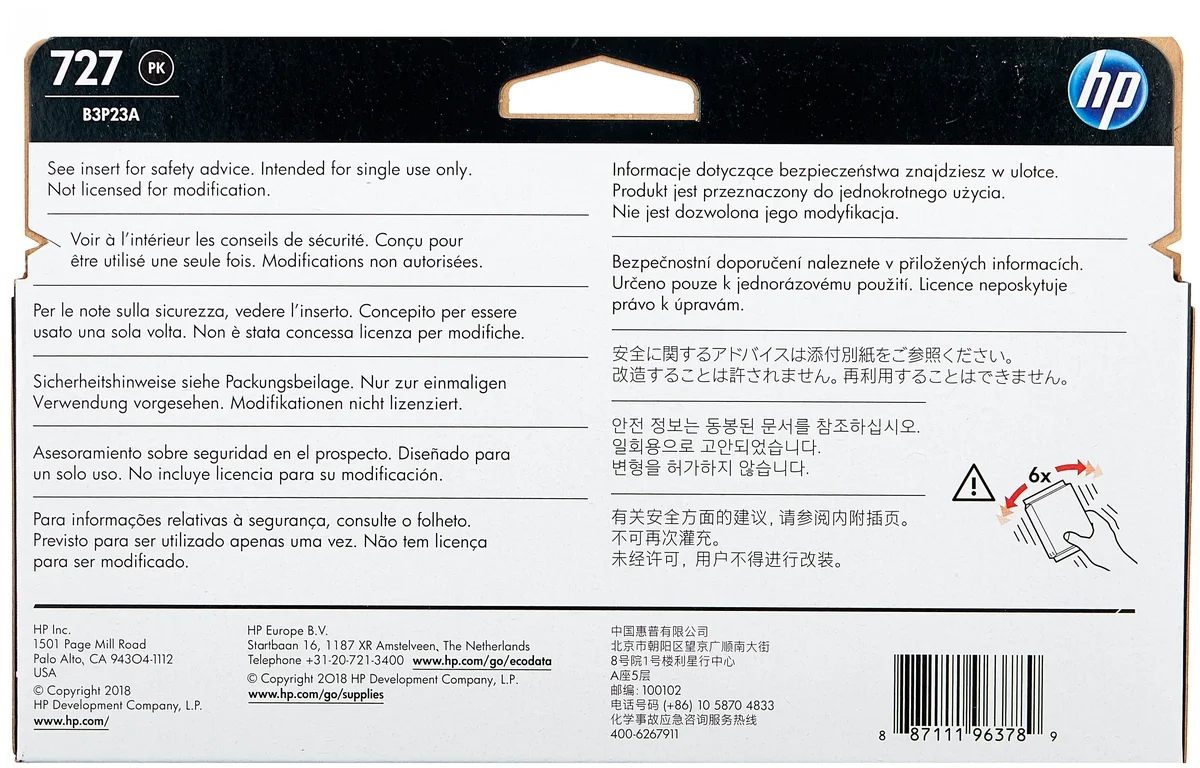 727 PK
B3P23A
hp
See insert for safety advice. Intended for single use only.
Not licensed for modification.
Voir à l'intérieur les conseils de sécurité. Conçu pour
être utilisé une seule fois. Modifications non autorisées.
Per le note sulla sicurezza, vedere l'inserto. Concepito per essere
usato una sola volta. Non è stata concessa licenza per modifiche.
Sicherheitshinweise siehe Packungsbeilage. Nur zur einmaligen
Verwendung vorgesehen. Modifikationen nicht lizenziert.
Asesoramiento sobre seguridad en el prospecto. Diseñado para
un solo uso. No incluye licencia para su modificación.
Para informações relativas à segurança, consulte o folheto.
Previsto para ser utilizado apenas uma vez. Não tem licença
para ser modificado.
Informacje dotyczące bezpieczeństwa znajdziesz w ulotce.
Produkt jest przeznaczony do jednokrotnego użycia.
Nie jest dozwolona jego modyfikacja.
Bezpečnostní doporučení naleznete v přiložených informacích.
Určeno pouze k jednorázovému použití. Licence neposkytuje
právo k úpravám.
安全に関するアドバイスは添付別紙をご参照ください。
改造することは許されません。再利用することはできません。
안전 정보는 동봉된 문서를 참조하십시오.
일회용으로 고안되었습니다.
변형을 허가하지 않습니다.
有关安全方面的建议, 请参阅内附插页。
不可再次灌充。
未经许可, 用户不得进行改装。
6x
HP Inc.
1501 Page Mill Road
Palo Alto, CA 94304-1112
USA
© Copyright 2018
HP Development Company, L.P.
www.hp.com/
HP Europe B.V.
Startbaan 16, 1187 XR Amstelveen, The Netherlands
Telephone +31-20-721-3400 www.hp.com/go/ecodata
© Copyright 2018 HP Development Company, L.P.
www.hp.com/go/supplies
中国惠普有限公司
北京市朝阳区望京广顺南大街
8号院1号楼利星行中心
A座5层
邮编: 100102
电话号码 (+86) 10 5870 4833
化学事故应急咨询服务热线
400-6267911
8 87111 96378 9